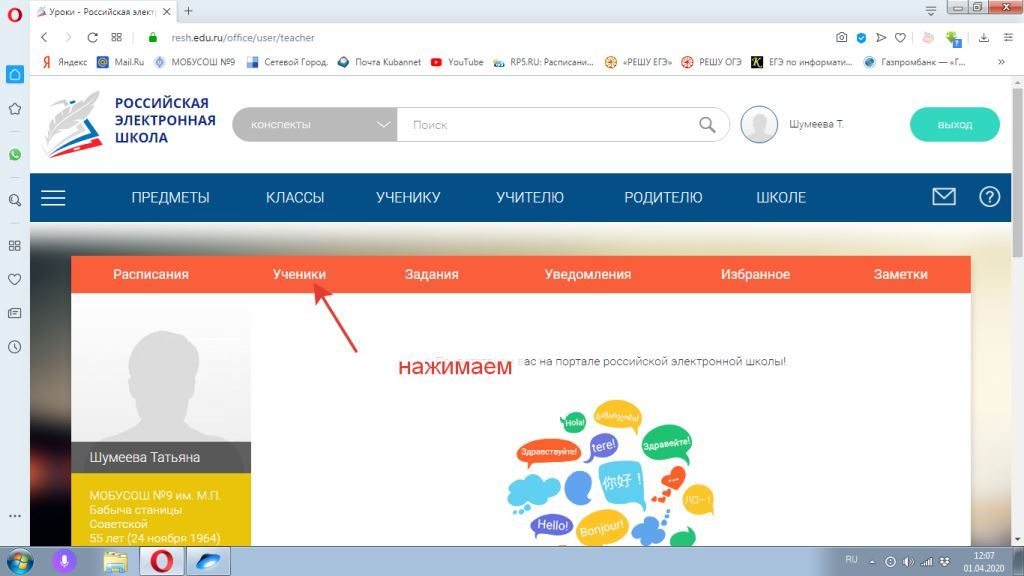 Уроки - Российская элект
resh.edu.ru/office/user/teacher
Яндекс Mail.Ru МОБУСОШ №9 Сетевой Город. Почта Kubannet YouTube RP5.RU: Расписани... «РЕШУ ЕГЭ» РЕШУ ОГЭ ЕГЭ по информати... Газпромбанк — «Г... »
РОССИЙСКАЯ
ЭЛЕКТРОННАЯ
ШКОЛА
конспекты
Поиск
Шумеева Т.
выход
ПРЕДМЕТЫ КЛАССЫ УЧЕНИКУ УЧИТЕЛЮ РОДИТЕЛЮ ШКОЛЕ
Расписания Ученики Задания Уведомления Избранное Заметки
нажимаем
вас на портале российской электронной школы!
Hola!
Здравствуйте!
tere!
Здравейте!
你好！
Hello!
Bonjour!
Шумеева Татьяна
МОБУСОШ №9 им. М.П.
Бабыча станицы
Советской
55 лет (24 ноября 1964)
RU
12:07
01.04.2020